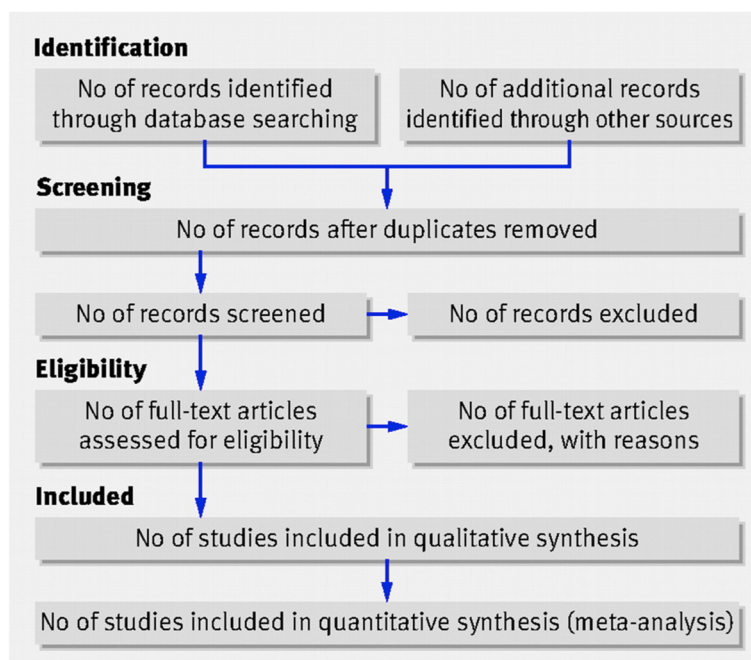 Identification
No of records identified
through database searching
No of additional records
identified through other sources
Screening
No of records after duplicates removed
No of records screened
No of records excluded
Eligibility
No of full-text articles
assessed for eligibility
No of full-text articles
excluded, with reasons
Included
No of studies included in qualitative synthesis
No of studies included in quantitative synthesis (meta-analysis)